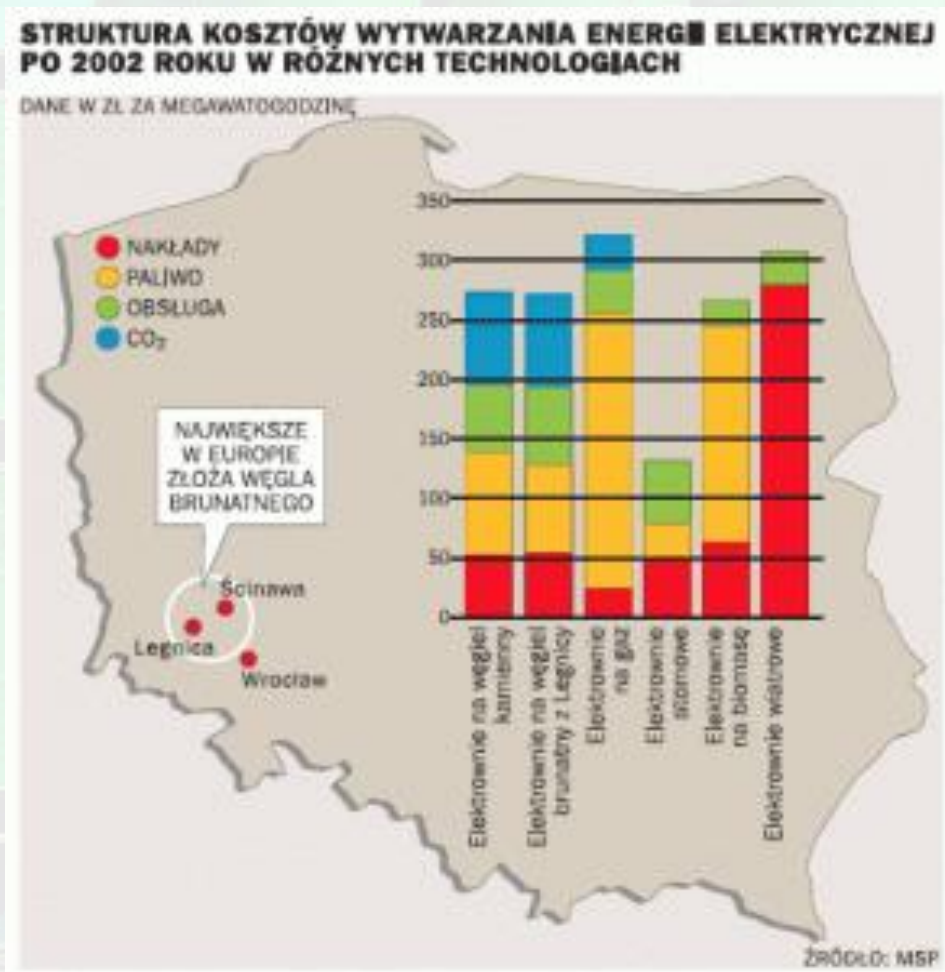 STRUKTURA KOSZTÓW WYTWARZANIA ENERGII ELEKTRYCZNEJ
PO 2002 ROKU W RÓŻNYCH TECHNOLOGIACH
DANE W ZŁ ZA MEGAWATOGODZINĘ
NAKŁADY
PALIWO
OBSŁUGA
CO₂
NAJWIĘKSZE
W EUROPIE
ZŁOŻA WĘGLA
BRUNATNEGO
Ścinawa
Legnica
Wrocław
350
300
250
200
150
100
50
0
Elektrownie na węgiel
kamienny
Elektrownie na węgiel
brunatny z Legnicy
Elektrownie
na gaz
Elektrownie
atomowe
Elektrownie
na biomasę
Elektrownie wiatrowe
ŹRÓDŁO: MSP